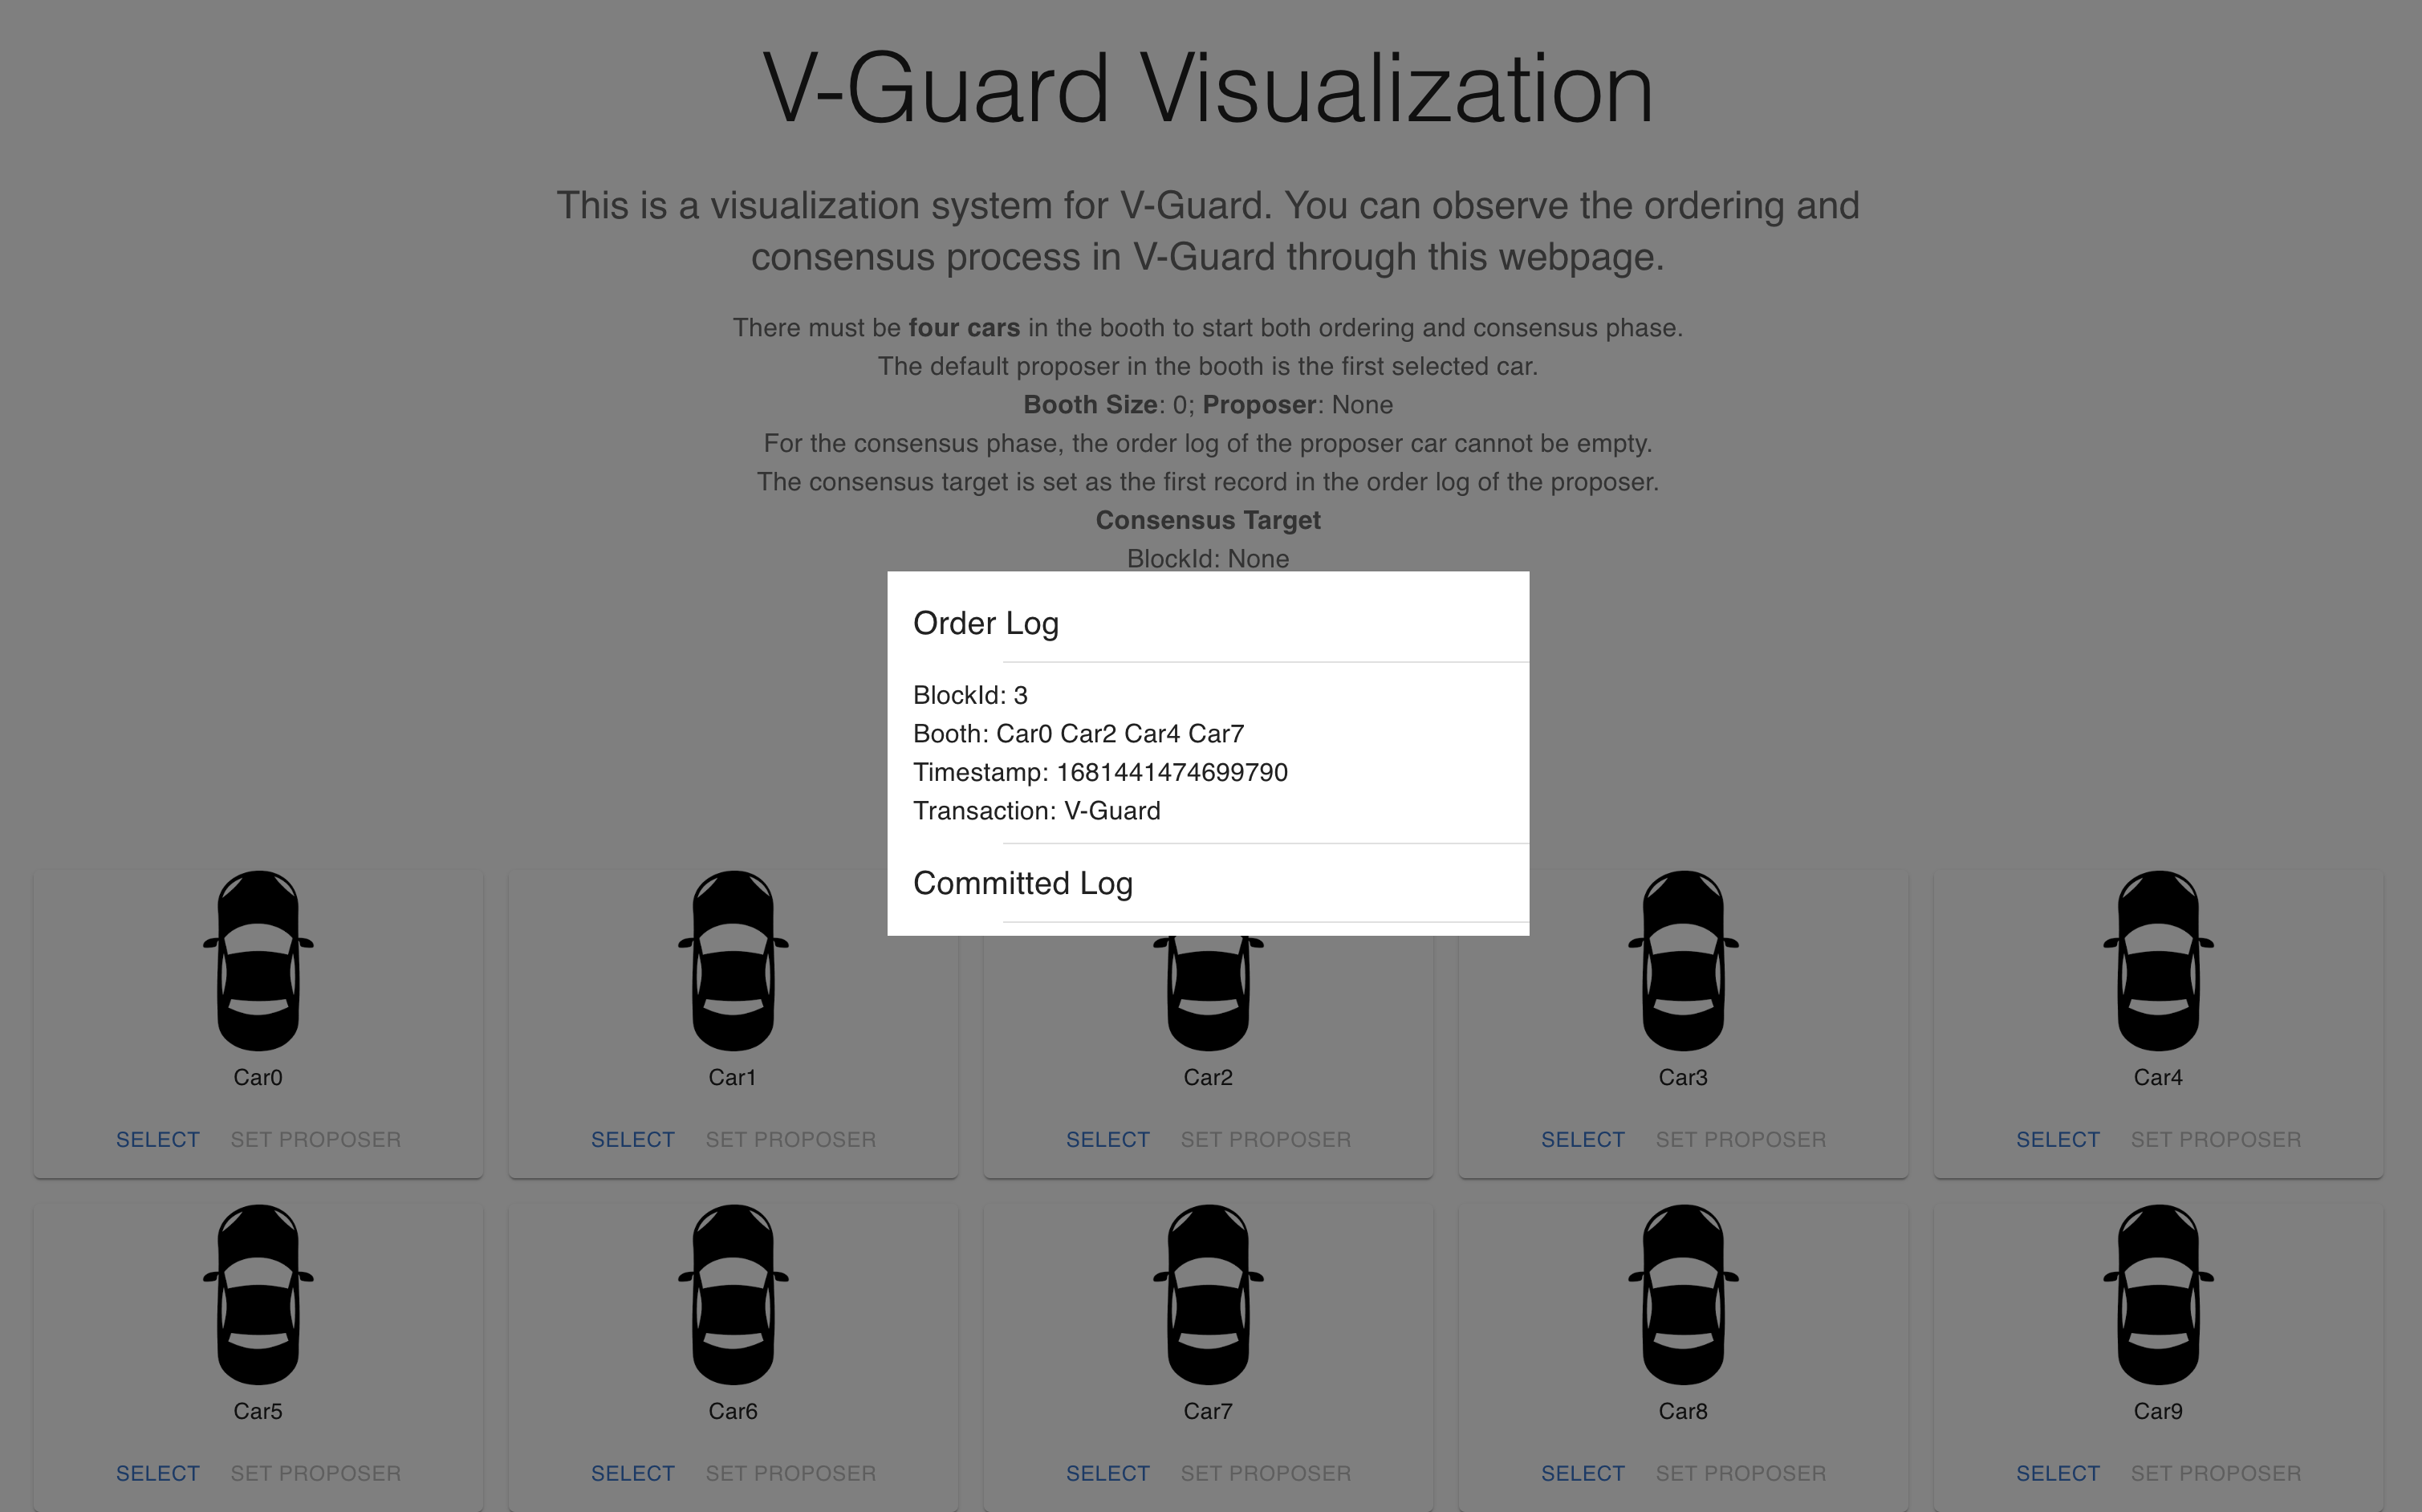 V-Guard Visualization
This is a visualization system for V-Guard. You can observe the ordering and
consensus process in V-Guard through this webpage.
There must be four cars in the booth to start both ordering and consensus phase.
The default proposer in the booth is the first selected car.
Booth Size: 0; Proposer: None
For the consensus phase, the order log of the proposer car cannot be empty.
The consensus target is set as the first record in the order log of the proposer.
Consensus Target
BlockId: None
Order Log
BlockId: 3
Booth: Car0 Car2 Car4 Car7
Timestamp: 1681441474699790
Transaction: V-Guard
Committed Log
Car0 Car1 Car2 Car3 Car4
SELECT SET PROPOSER SELECT SET PROPOSER SELECT SET PROPOSER SELECT SET PROPOSER SELECT SET PROPOSER
Car5 Car6 Car7 Car8 Car9
SELECT SET PROPOSER SELECT SET PROPOSER SELECT SET PROPOSER SELECT SET PROPOSER SELECT SET PROPOSER